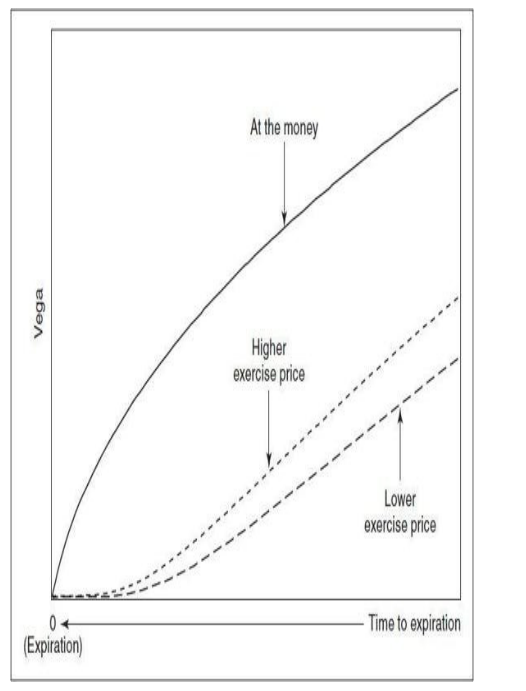 At the money
Vega
Higher
exercise price
Lower
exercise price
0
Time to expiration
(Expiration)